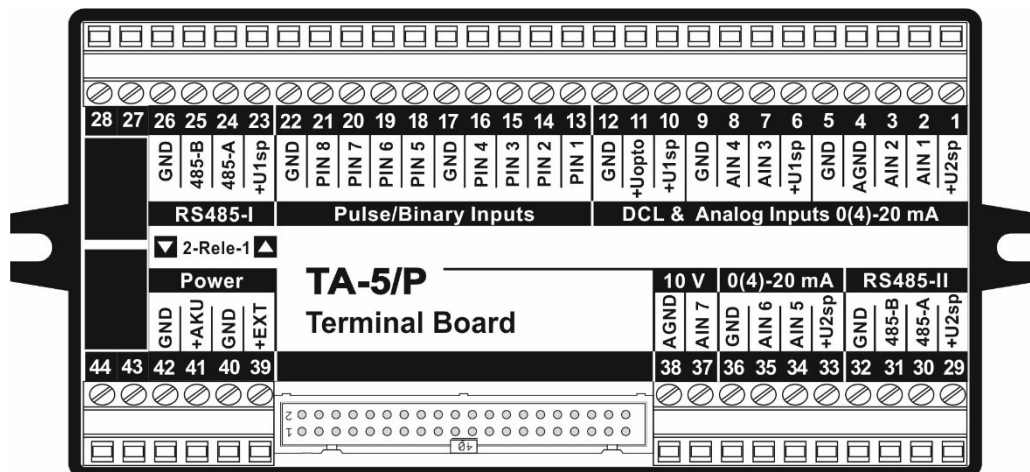 28 27 26 25 24 23 22 21 20 19 18 17 16 15 14 13 12 11 10 9 8 7 6 5 4 3 2 1
GND 485-B 485-A +U1sp GND PIN 8 PIN 7 PIN 6 PIN 5 GND PIN 4 PIN 3 PIN 2 PIN 1 GND +Uopto +U1sp GND AIN 4 AIN 3 +U1sp GND AGND AIN 2 AIN 1 +U2sp
RS485-I Pulse/Binary Inputs DCL & Analog Inputs 0(4)-20 mA
▼ 2-Rele-1 ▲
Power TA-5/P 10 V 0(4)-20 mA RS485-II
Terminal Board
GND +AKU GND +EXT AGND AIN 7 GND AIN 6 AIN 5 +U2sp GND 485-B 485-A +U2sp
44 43 42 41 40 39 38 37 36 35 34 33 32 31 30 29
2
1
40